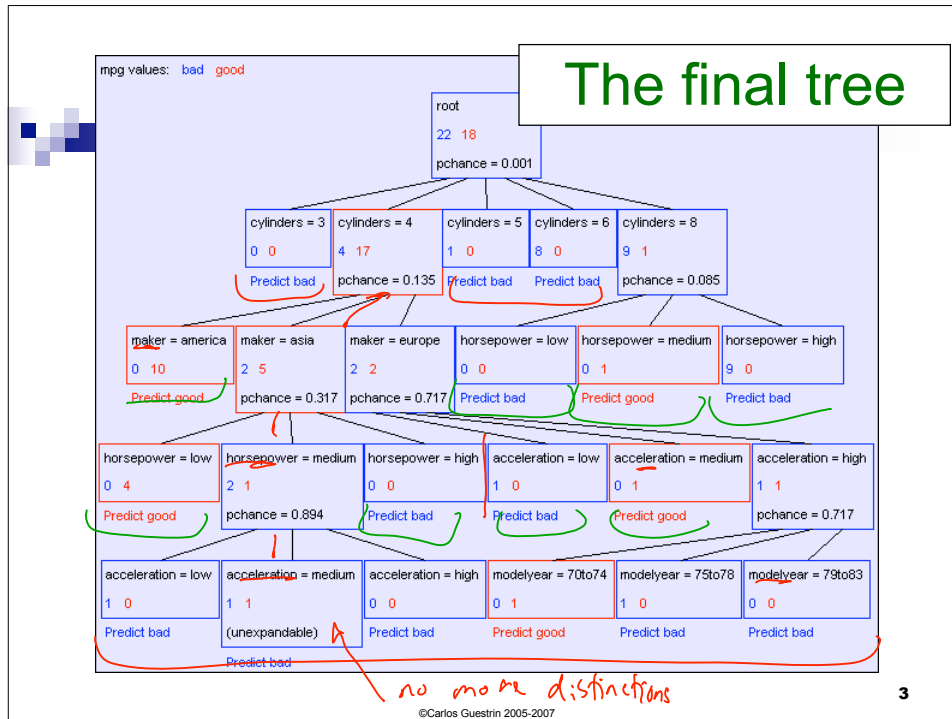 The final tree
mpg values: bad good
root
22 18
pchance = 0.001
cylinders = 3
0 0
Predict bad
cylinders = 4
4 17
pchance = 0.135
cylinders = 5
1 0
Predict bad
cylinders = 6
8 0
Predict bad
cylinders = 8
9 1
pchance = 0.085
maker = america
0 10
Predict good
maker = asia
2 5
pchance = 0.317
maker = europe
2 2
pchance = 0.717
horsepower = low
0 0
Predict bad
horsepower = medium
0 1
Predict good
horsepower = high
9 0
Predict bad
horsepower = low
0 4
Predict good
horsepower = medium
2 1
pchance = 0.894
horsepower = high
0 0
Predict bad
acceleration = low
1 0
Predict bad
acceleration = medium
0 1
Predict good
acceleration = high
1 1
pchance = 0.717
acceleration = low
1 0
Predict bad
acceleration = medium
1 1
(unexpandable)
Predict bad
acceleration = high
0 0
Predict bad
modelyear = 70to74
0 1
Predict good
modelyear = 75to78
1 0
Predict bad
modelyear = 79to83
0 0
Predict bad
no more distinctions
©Carlos Guestrin 2005-2007
3